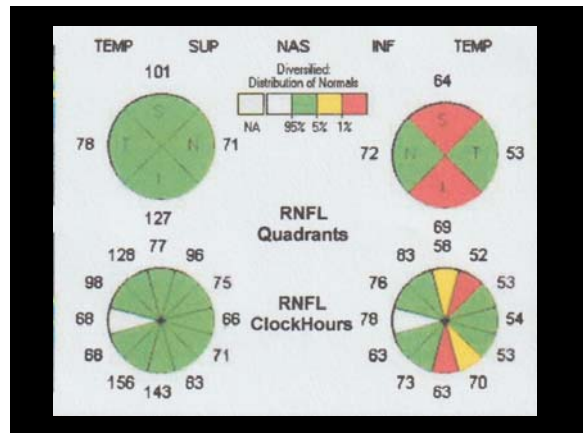 TEMP SUP NAS INF TEMP
Diversified:
Distribution of Normals
NA 95% 5% 1%
101
S
78 T N 71
I
127
64
S
72 N T 53
I
69
RNFL
Quadrants
77
128 96
98 75
68 66
88 71
156 83
143
RNFL
ClockHours
58
83 52
76 53
78 54
63 53
73 70
63